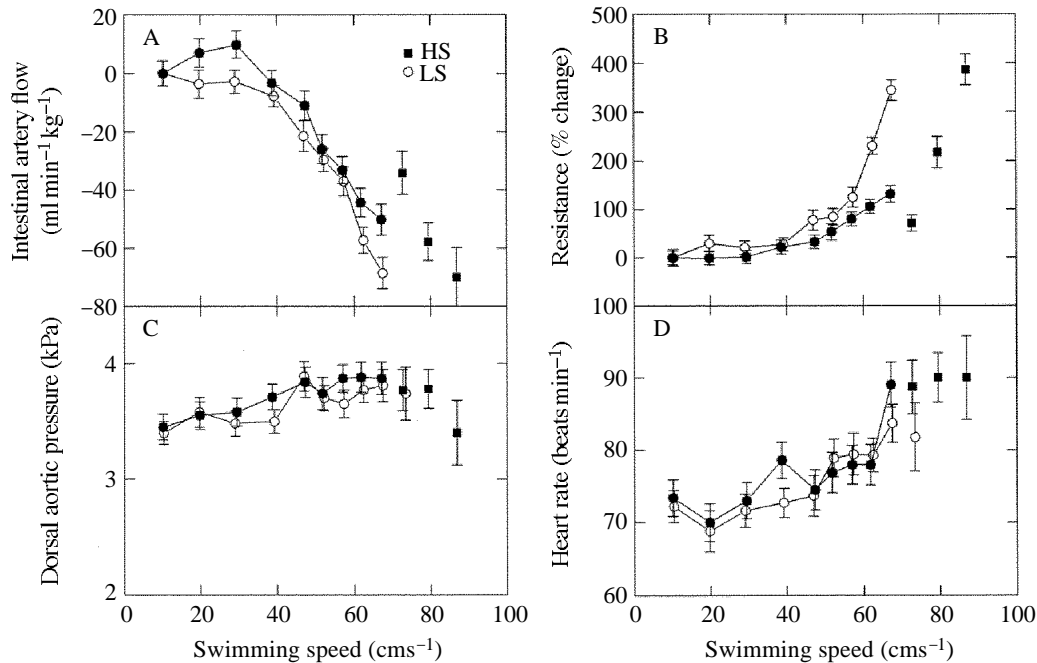 A
HS
LS
Intestinal artery flow
(ml min⁻¹ kg⁻¹)
20
0
-20
-40
-60
-80
B
Resistance (% change)
500
400
300
200
100
0
100
C
Dorsal aortic pressure (kPa)
4
3
2
0 20 40 60 80 100
Swimming speed (cms⁻¹)
D
Heart rate (beats min⁻¹)
90
80
70
60
0 20 40 60 80 100
Swimming speed (cms⁻¹)